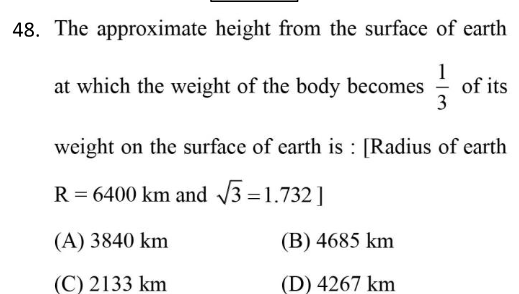 48. The approximate height from the surface of earth
at which the weight of the body becomes 1/3 of its
weight on the surface of earth is : [Radius of earth
R = 6400 km and √3 = 1.732 ]
(A) 3840 km (B) 4685 km
(C) 2133 km (D) 4267 km